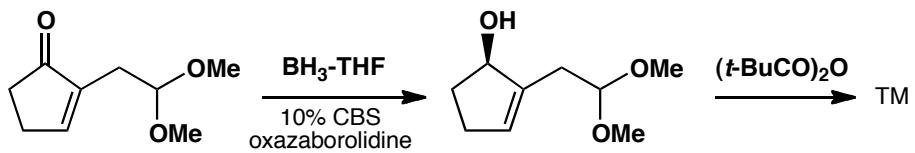 O
OMe
OMe
BH₃-THF
10% CBS
oxazaborolidine
OH
OMe
OMe
(t-BuCO)₂O
TM